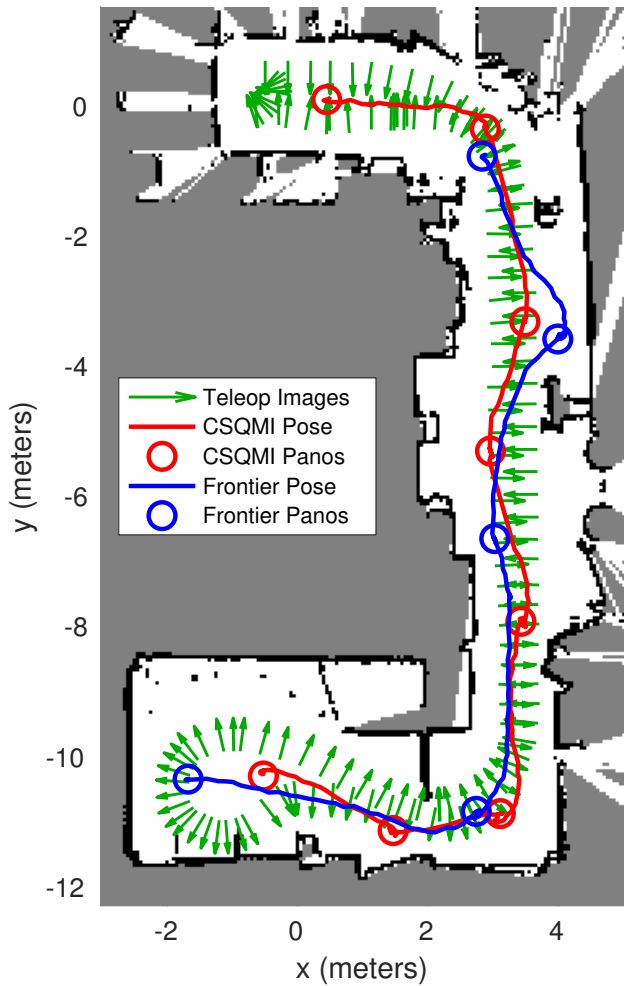 0
-2
-4
-6
-8
-10
-12
y (meters)
Teleop Images
CSQMI Pose
CSQMI Panos
Frontier Pose
Frontier Panos
-2 0 2 4
x (meters)